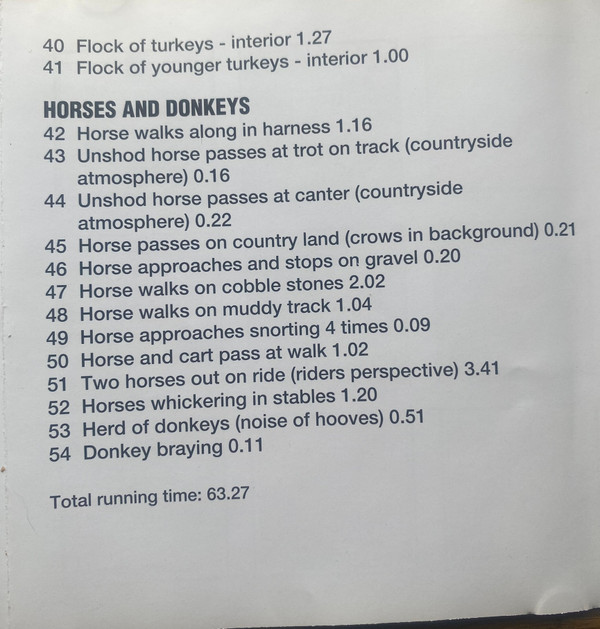 40 Flock of turkeys - interior 1.27
41 Flock of younger turkeys - interior 1.00
HORSES AND DONKEYS
42 Horse walks along in harness 1.16
43 Unshod horse passes at trot on track (countryside
atmosphere) 0.16
44 Unshod horse passes at canter (countryside
atmosphere) 0.22
45 Horse passes on country land (crows in background) 0.21
46 Horse approaches and stops on gravel 0.20
47 Horse walks on cobble stones 2.02
48 Horse walks on muddy track 1.04
49 Horse approaches snorting 4 times 0.09
50 Horse and cart pass at walk 1.02
51 Two horses out on ride (riders perspective) 3.41
52 Horses whickering in stables 1.20
53 Herd of donkeys (noise of hooves) 0.51
54 Donkey braying 0.11
Total running time: 63.27